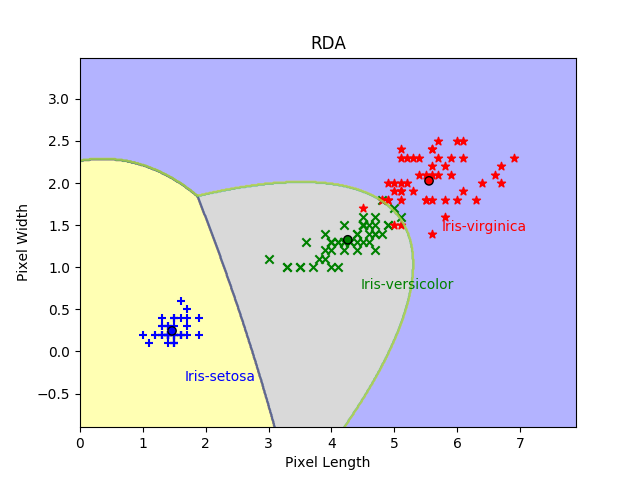 RDA
Pixel Width
3.0
2.5
2.0
1.5
1.0
0.5
0.0
−0.5
Iris-virginica
Iris-versicolor
Iris-setosa
0 1 2 3 4 5 6 7
Pixel Length